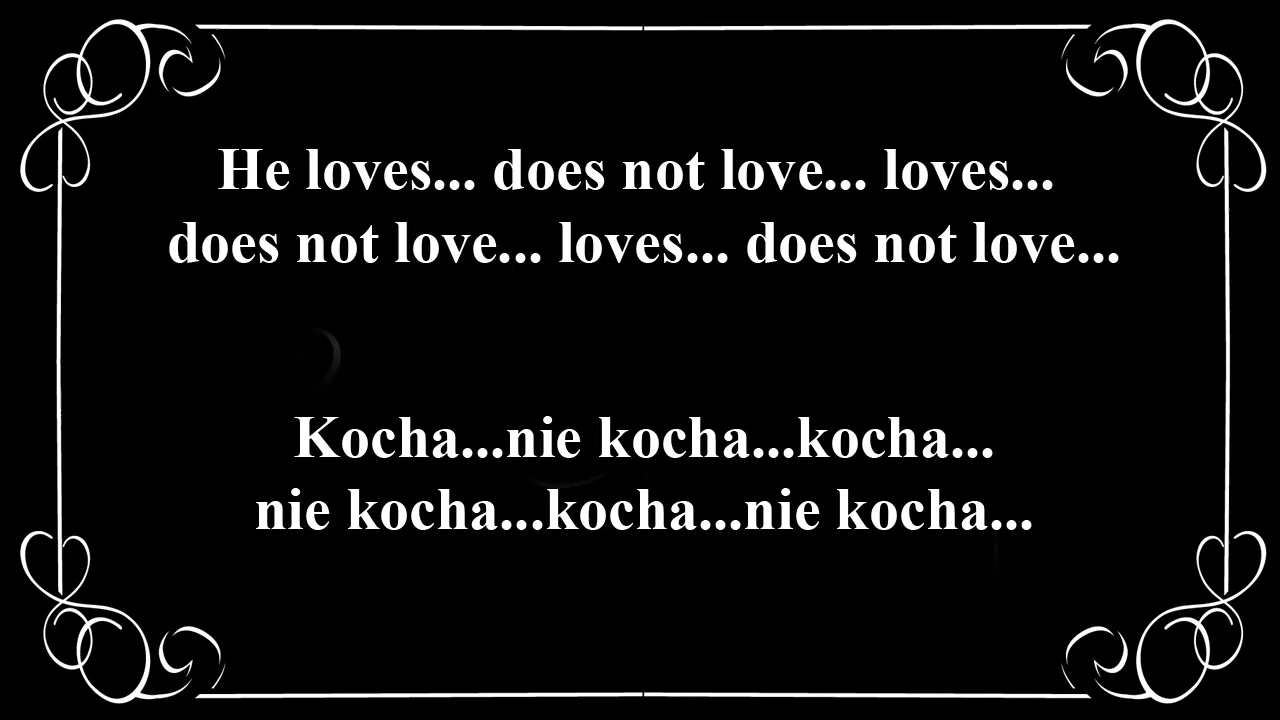 He loves... does not love... loves...
does not love... loves... does not love...
Kocha...nie kocha...kocha...
nie kocha...kocha...nie kocha...